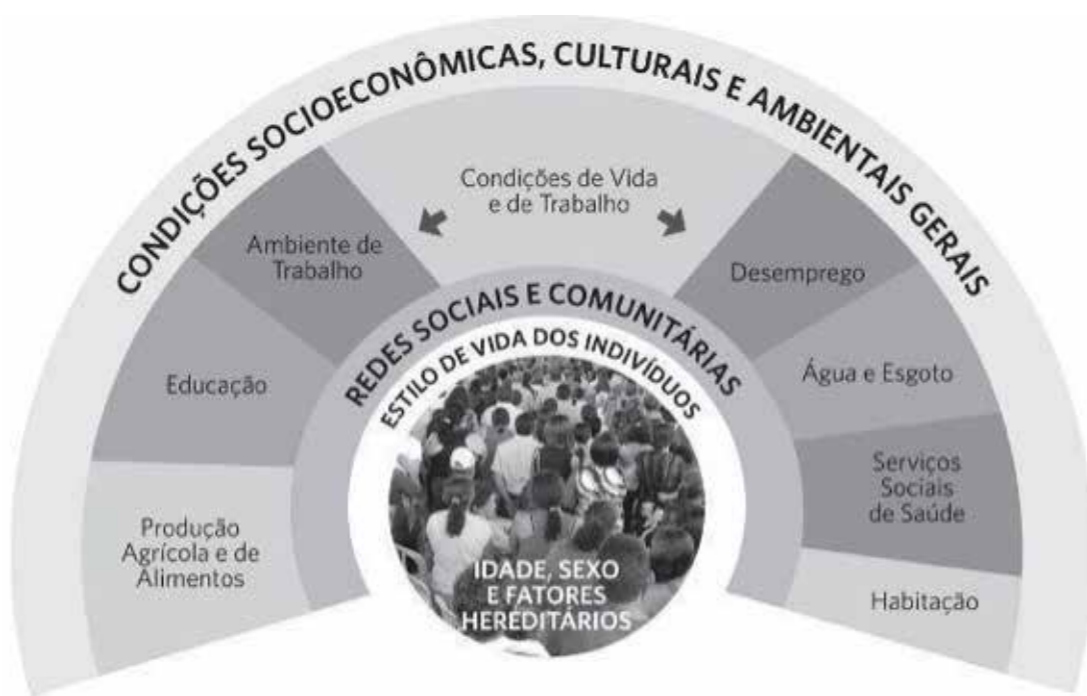 CONDIÇÕES SOCIOECONÔMICAS, CULTURAIS E AMBIENTAIS GERAIS
Condições de Vida
e de Trabalho
Ambiente de
Trabalho
Desemprego
Educação
Água e Esgoto
Produção
Agrícola e de
Alimentos
Serviços
Sociais
de Saúde
Habitação
REDES SOCIAIS E COMUNITÁRIAS
ESTILO DE VIDA DOS INDIVÍDUOS
IDADE, SEXO
E FATORES
HEREDITÁRIOS